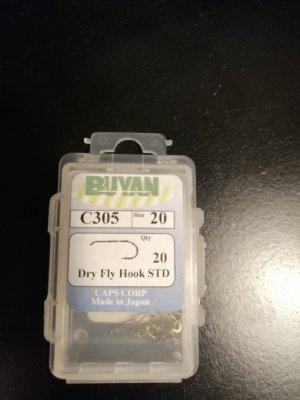 BUYAN
C305 Size 20
Qty
20
Dry Fly Hook STD
CAPS CORP
Made in Japan